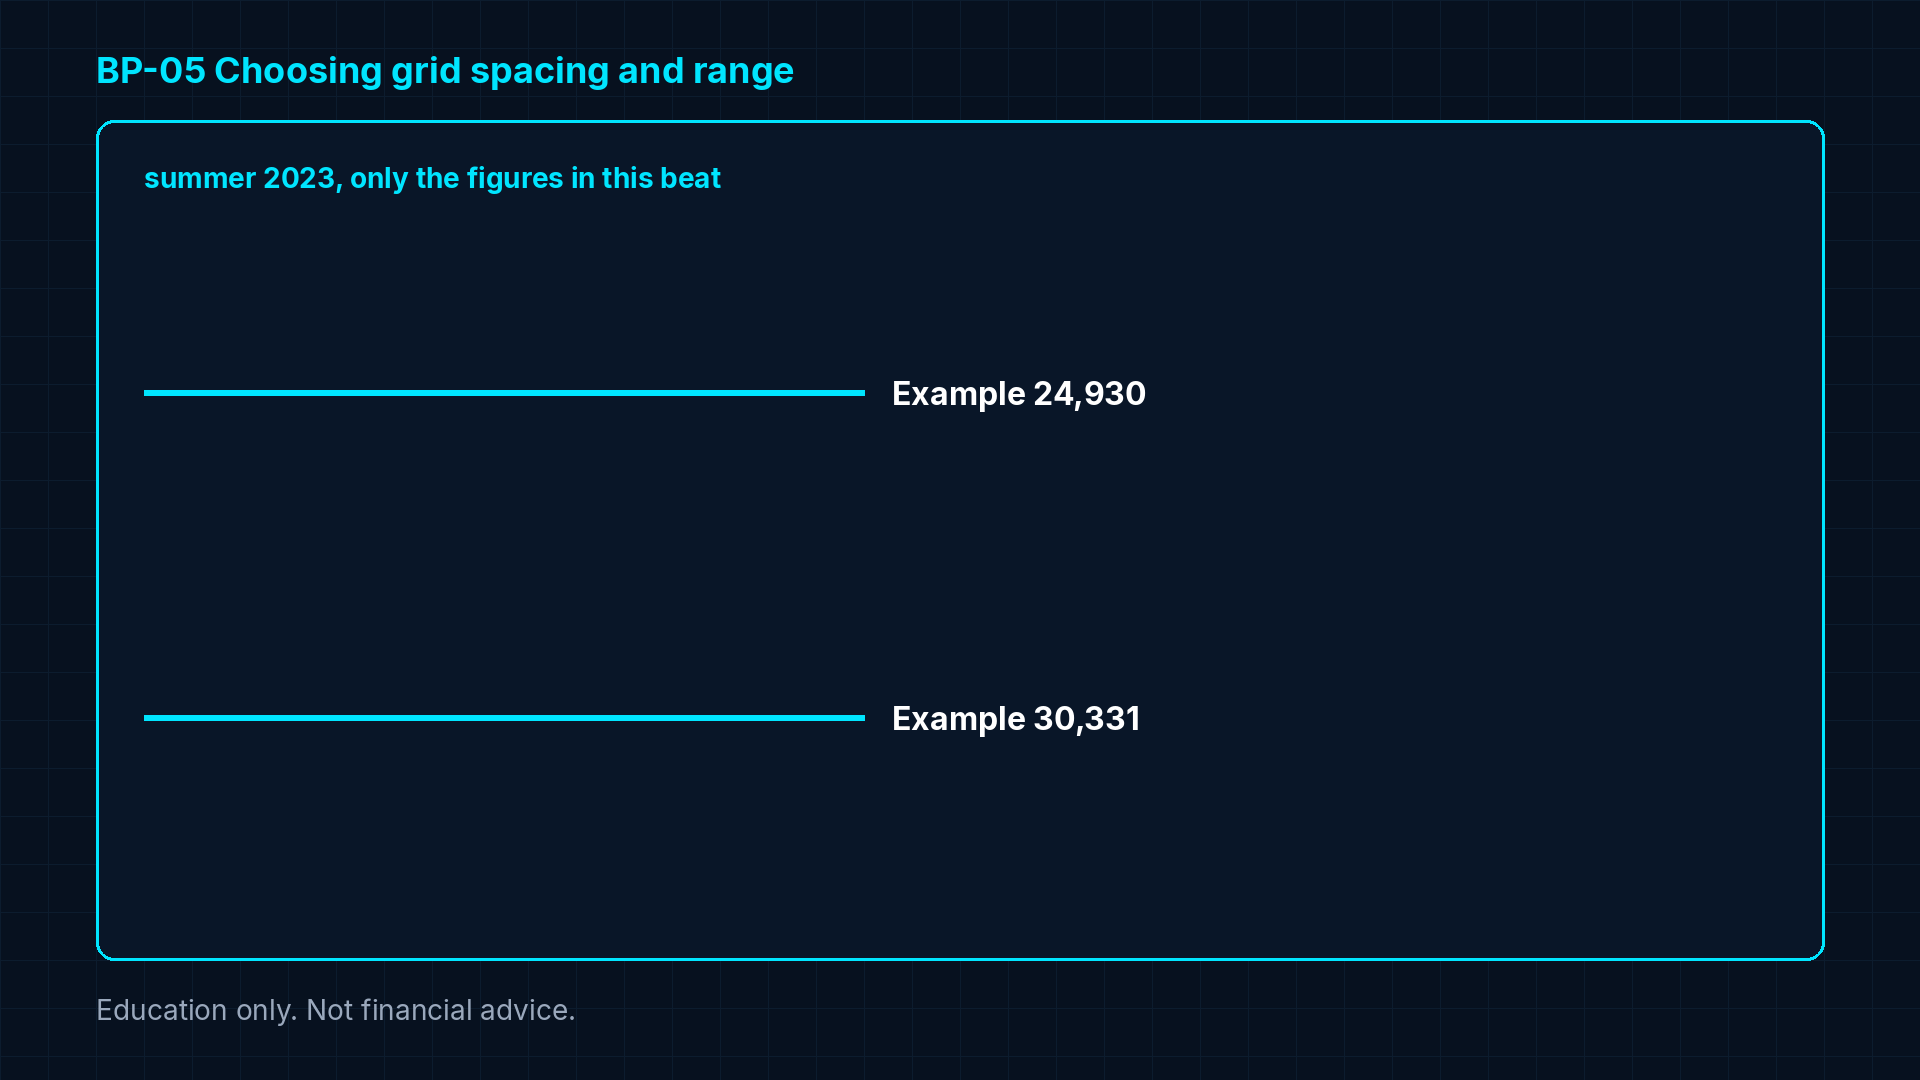 BP-05 Choosing grid spacing and range
summer 2023, only the figures in this beat
Example 24,930
Example 30,331
Education only. Not financial advice.